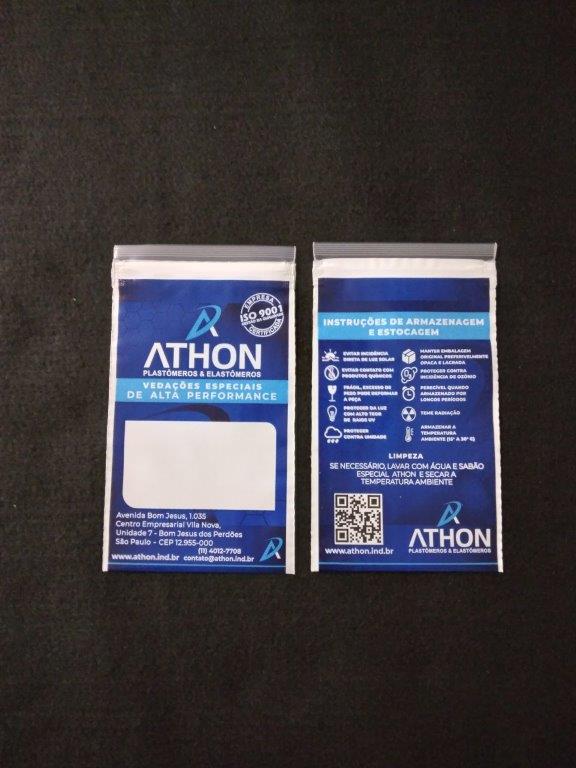 EMPRESA
ISO 9001
CERTIFICADA
ATHON
PLASTÔMEROS & ELASTÔMEROS
VEDAÇÕES ESPECIAIS
DE ALTA PERFORMANCE
Avenida Bom Jesus, 1.035
Centro Empresarial Vila Nova,
Unidade 7 - Bom Jesus dos Perdões
São Paulo - CEP 12.955-000
(11) 4012-7708
www.athon.ind.br contato@athon.ind.br
INSTRUÇÕES DE ARMAZENAGEM
E ESTOCAGEM
EVITAR INCIDÊNCIA
DIRETA DE LUZ SOLAR
EVITAR CONTATO COM
PRODUTOS QUÍMICOS
FRÁGIL, EXCESSO DE
PESO PODE DEFORMAR
A PEÇA
PROTEGER DA LUZ
COM ALTO TEOR
DE RAIOS UV
PROTEGER
CONTRA UMIDADE
MANTER EMBALAGEM
ORIGINAL PREFERIVELMENTE
OPACA E LACRADA
PROTEGER CONTRA
INCIDÊNCIA DE OZÔNIO
PERECÍVEL QUANDO
ARMAZENADO POR
LONGOS PERÍODOS
TEME RADIAÇÃO
ARMAZENAR A
TEMPERATURA
AMBIENTE (15° A 30° C)
LIMPEZA
SE NECESSÁRIO, LAVAR COM ÁGUA E SABÃO
ESPECIAL ATHON E SECAR A
TEMPERATURA AMBIENTE
ATHON
PLASTÔMEROS & ELASTÔMEROS
www.athon.ind.br